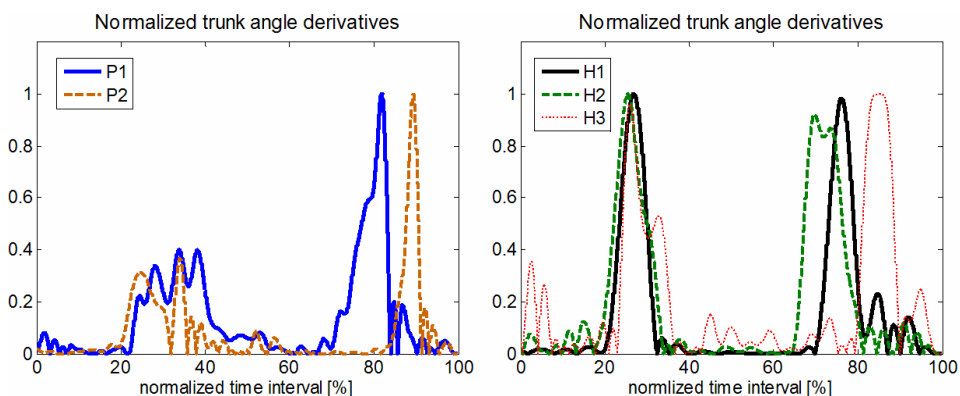 Normalized trunk angle derivatives
P1
P2
1
0.8
0.6
0.4
0.2
0
0 20 40 60 80 100
normalized time interval [%]
Normalized trunk angle derivatives
H1
H2
H3
1
0.8
0.6
0.4
0.2
0
0 20 40 60 80 100
normlized time interval [%]